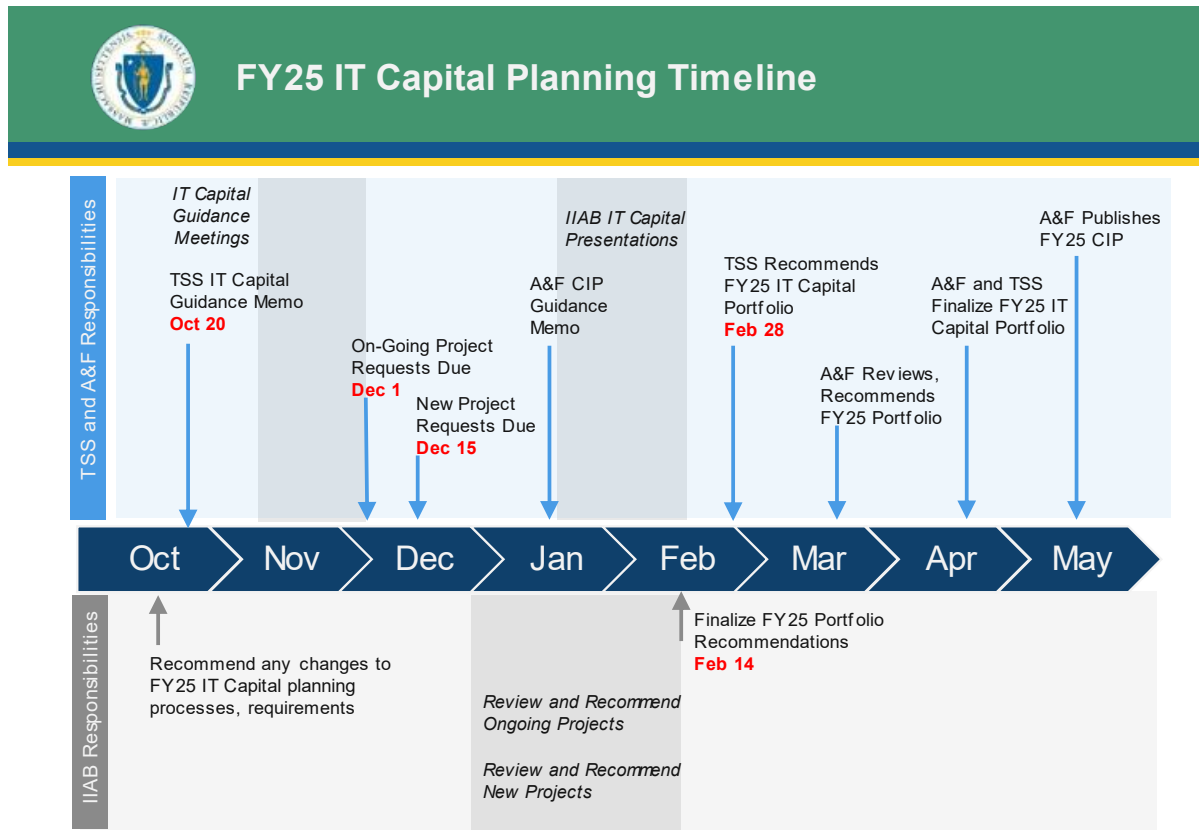 FY25 IT Capital Planning Timeline
TSS and A&F Responsibilities
IT Capital
Guidance
Meetings
TSS IT Capital
Guidance Memo
Oct 20
On-Going Project
Requests Due
Dec 1
New Project
Requests Due
Dec 15
A&F CIP
Guidance
Memo
IIAB IT Capital
Presentations
TSS Recommends
FY25 IT Capital
Portfolio
Feb 28
A&F Reviews,
Recommends
FY25 Portfolio
A&F and TSS
Finalize FY25 IT
Capital Portfolio
A&F Publishes
FY25 CIP
Oct
Nov
Dec
Jan
Feb
Mar
Apr
May
IIAB Responsibilities
Recommend any changes to
FY25 IT Capital planning
processes, requirements
Review and Recommend
Ongoing Projects
Review and Recommend
New Projects
Finalize FY25 Portfolio
Recommendations
Feb 14